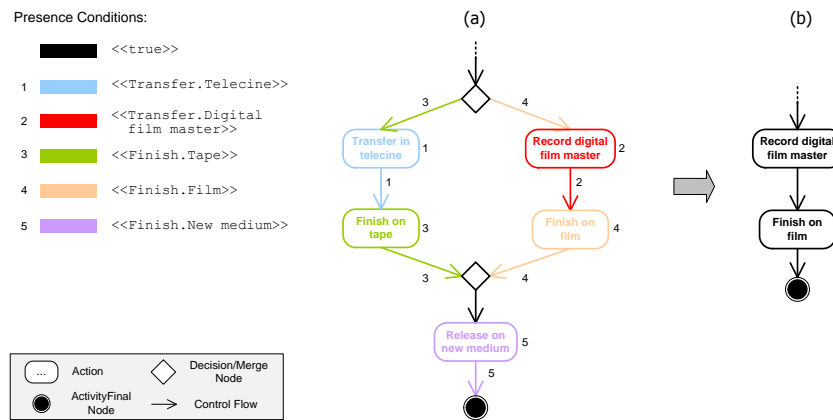 Presence Conditions:
<<true>>
1 <<Transfer.Telecine>>
2 <<Transfer.Digital
film master>>
3 <<Finish.Tape>>
4 <<Finish.Film>>
5 <<Finish.New medium>>
(a)
3 4
Transfer in
telecine
1
Record digital
film master
2
1 2
Finish on
tape
3
Finish on
film
4
3 4
Release on
new medium
5
5
(b)
Record digital
film master
Finish on
film
... Action
Decision/Merge
Node
ActivityFinal
Node
Control Flow